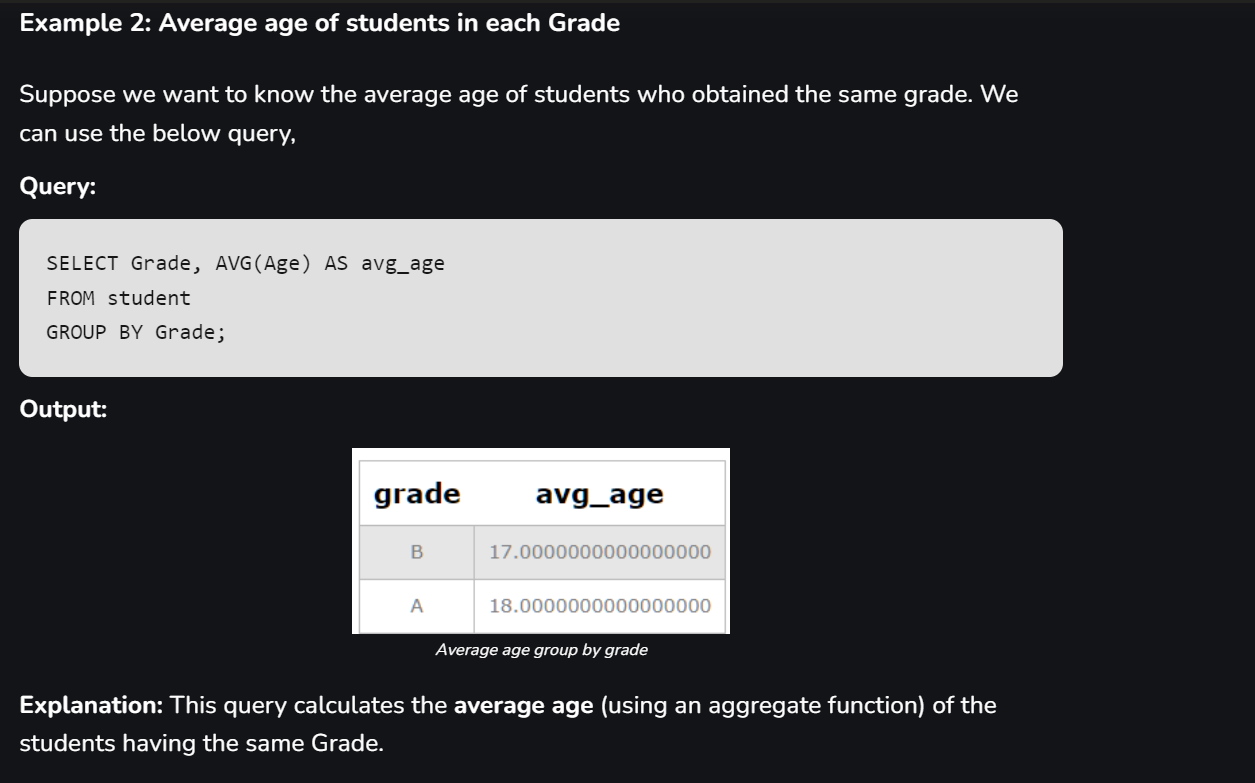 Example 2: Average age of students in each Grade
Suppose we want to know the average age of students who obtained the same grade. We
can use the below query,
Query:
SELECT Grade, AVG(Age) AS avg_age
FROM student
GROUP BY Grade;
Output:
grade avg_age
B 17.0000000000000000
A 18.0000000000000000
Average age group by grade
Explanation: This query calculates the average age (using an aggregate function) of the
students having the same Grade.